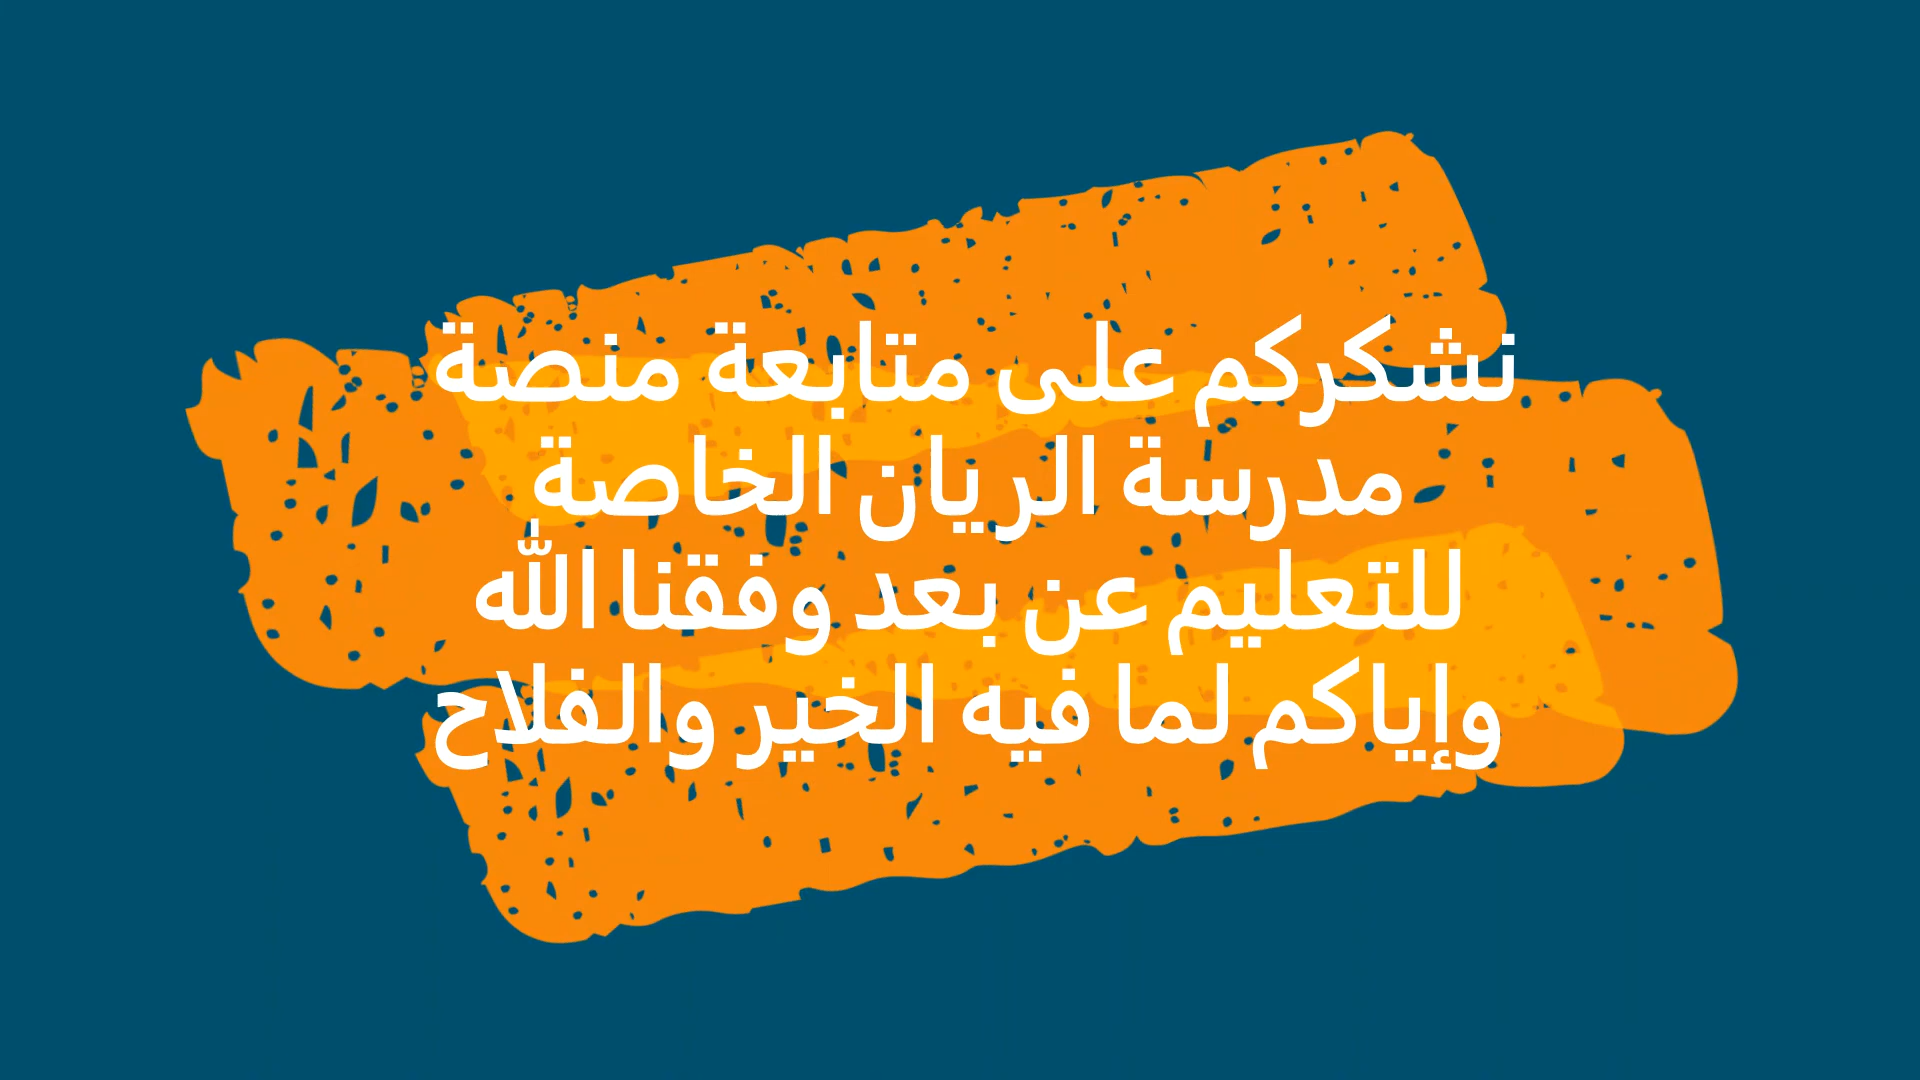 نشكركم على متابعة منصة
مدرسة الريان الخاصة
للتعليم عن بعد وفقنا الله
وإياكم لما فيه الخير والفلاح